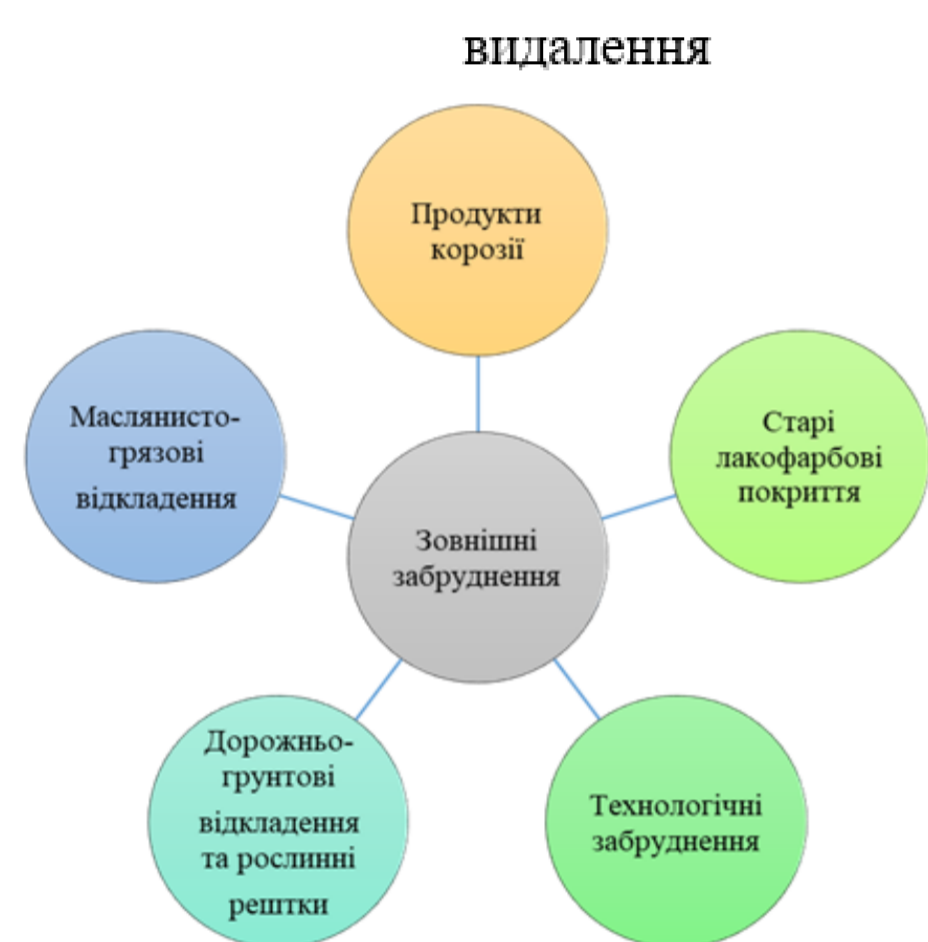 видалення
Продукти
корозії
Маслянисто-
грязові
відкладення
Старі
лакофарбові
покриття
Зовнішні
забруднення
Дорожньо-
грунтові
відкладення
та рослинні
рештки
Технологічні
забруднення